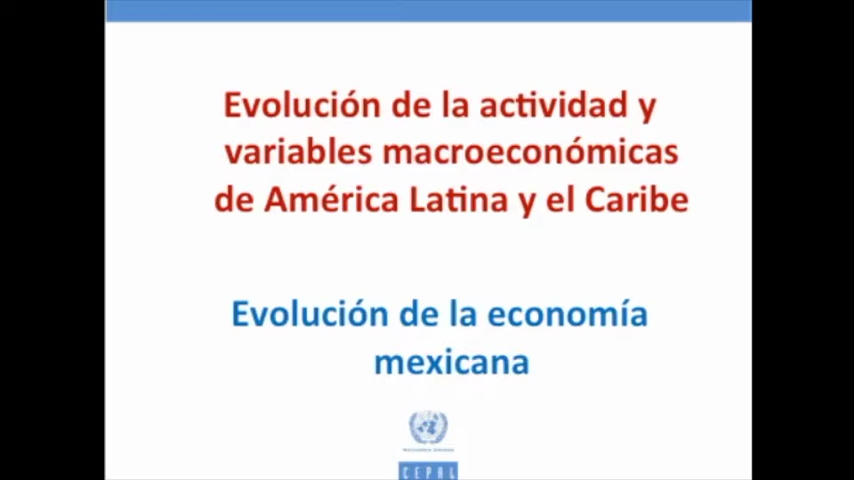 Evolución de la actividad y
variables macroeconómicas
de América Latina y el Caribe
Evolución de la economía
mexicana
CEPAL